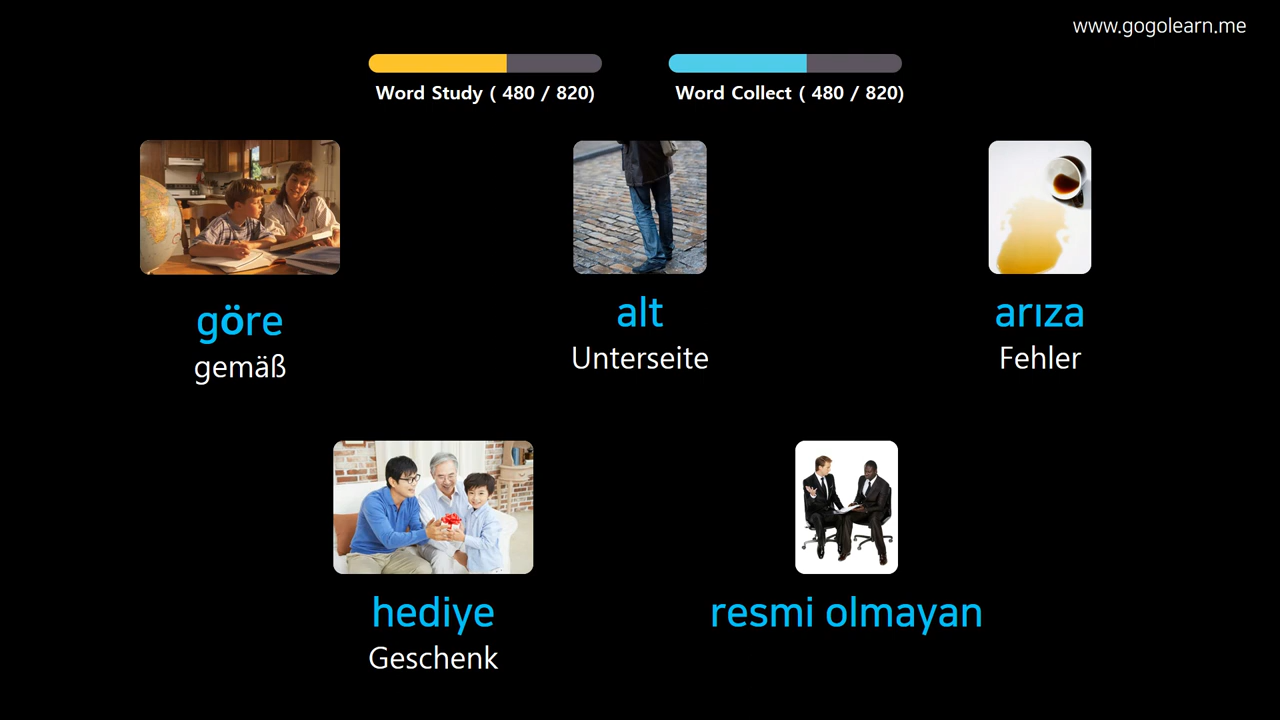 www.gogolearn.me
Word Study ( 480 / 820)
Word Collect ( 480 / 820)
göre
gemäß
alt
Unterseite
arıza
Fehler
hediye
Geschenk
resmi olmayan